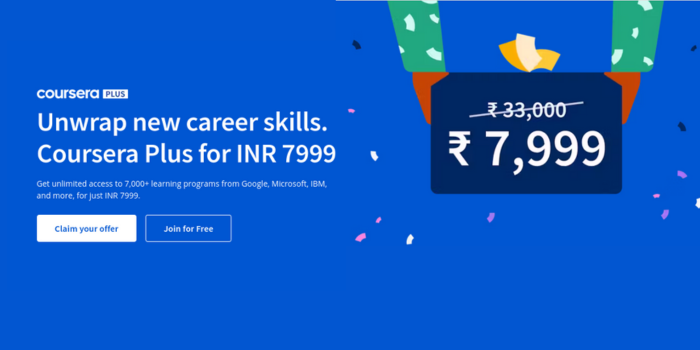 coursera PLUS
Unwrap new career skills.
Coursera Plus for INR 7999
Get unlimited access to 7,000+ learning programs from Google, Microsoft, IBM,
and more, for just INR 7999.
Claim your offer
Join for Free
₹ 33,000
₹ 7,999